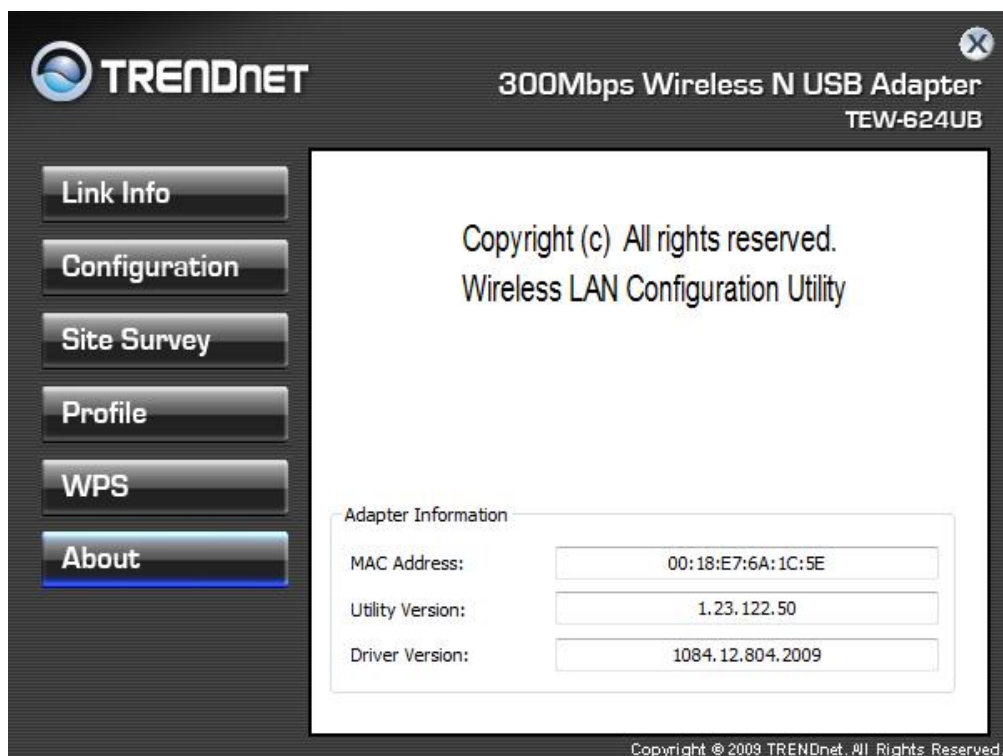 TRENDNET
300Mbps Wireless N USB Adapter
TEW-624UB
Link Info
Configuration
Site Survey
Profile
WPS
About
Copyright (c) All rights reserved.
Wireless LAN Configuration Utility
Adapter Information
MAC Address: 00:18:E7:6A:1C:5E
Utility Version: 1.23.122.50
Driver Version: 1084.12.804.2009
Copyright © 2009 TRENDnet. All Rights Reserved